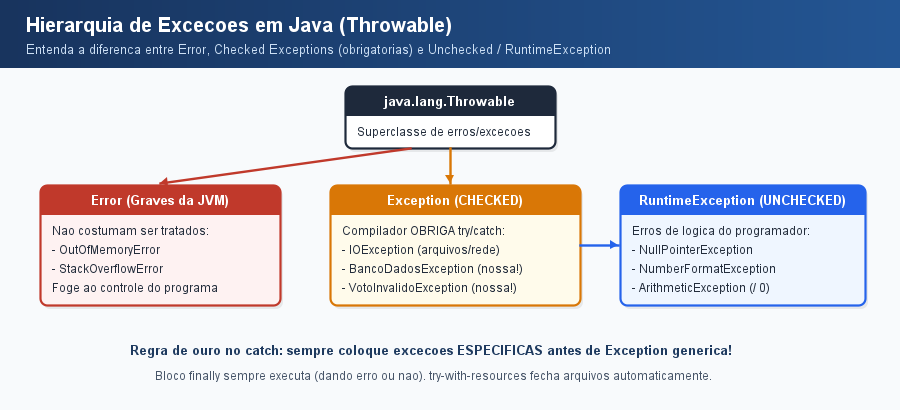 Hierarquia de Excecoes em Java (Throwable)
Entenda a diferenca entre Error, Checked Exceptions (obrigatorias) e Unchecked / RuntimeException
java.lang.Throwable
Superclasse de erros/excecoes
Error (Graves da JVM)
Nao costumam ser tratados:
- OutOfMemoryError
- StackOverflowError
Foge ao controle do programa
Exception (CHECKED)
Compilador OBRIGA try/catch:
- IOException (arquivos/rede)
- BancoDadosException (nossa!)
- VotoInvalidoException (nossa!)
RuntimeException (UNCHECKED)
Erros de logica do programador:
- NullPointerException
- NumberFormatException
- ArithmeticException (/ 0)
Regra de ouro no catch: sempre coloque excecoes ESPECIFICAS antes de Exception generica!
Bloco finally sempre executa (dando erro ou nao). try-with-resources fecha arquivos automaticamente.